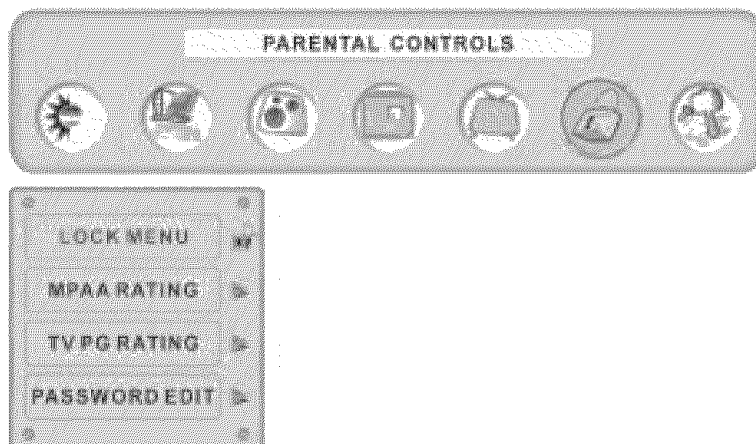 PARENTAL CONTROLS
LOCK MENU
MPAA RATING
TV PG RATING
PASSWORD EDIT